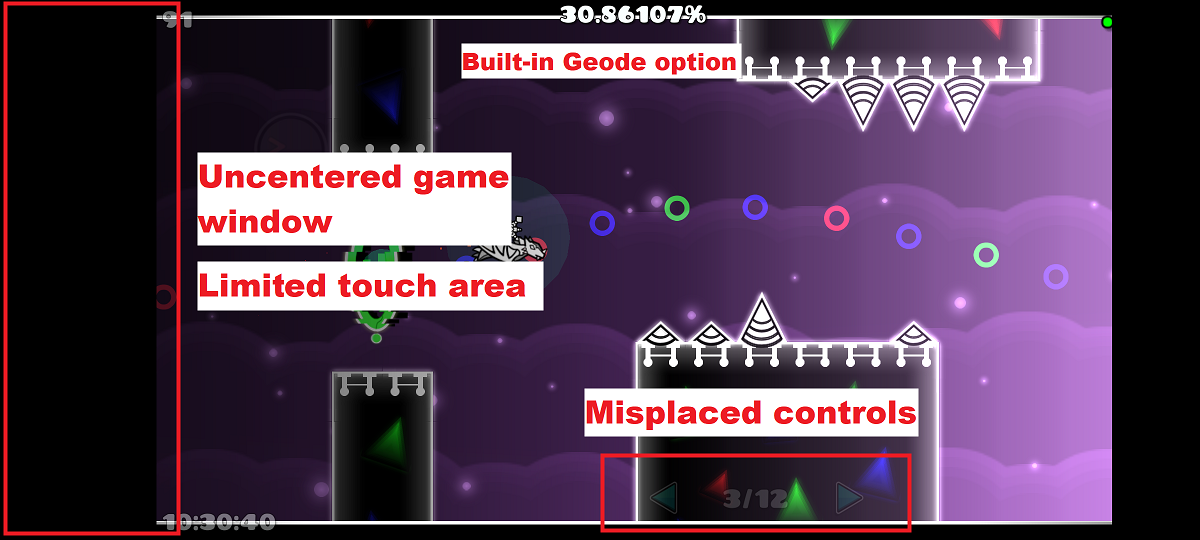 91
30.86107%
Built-in Geode option
Uncentered game
window
Limited touch area
Misplaced controls
3/12
10:30:40